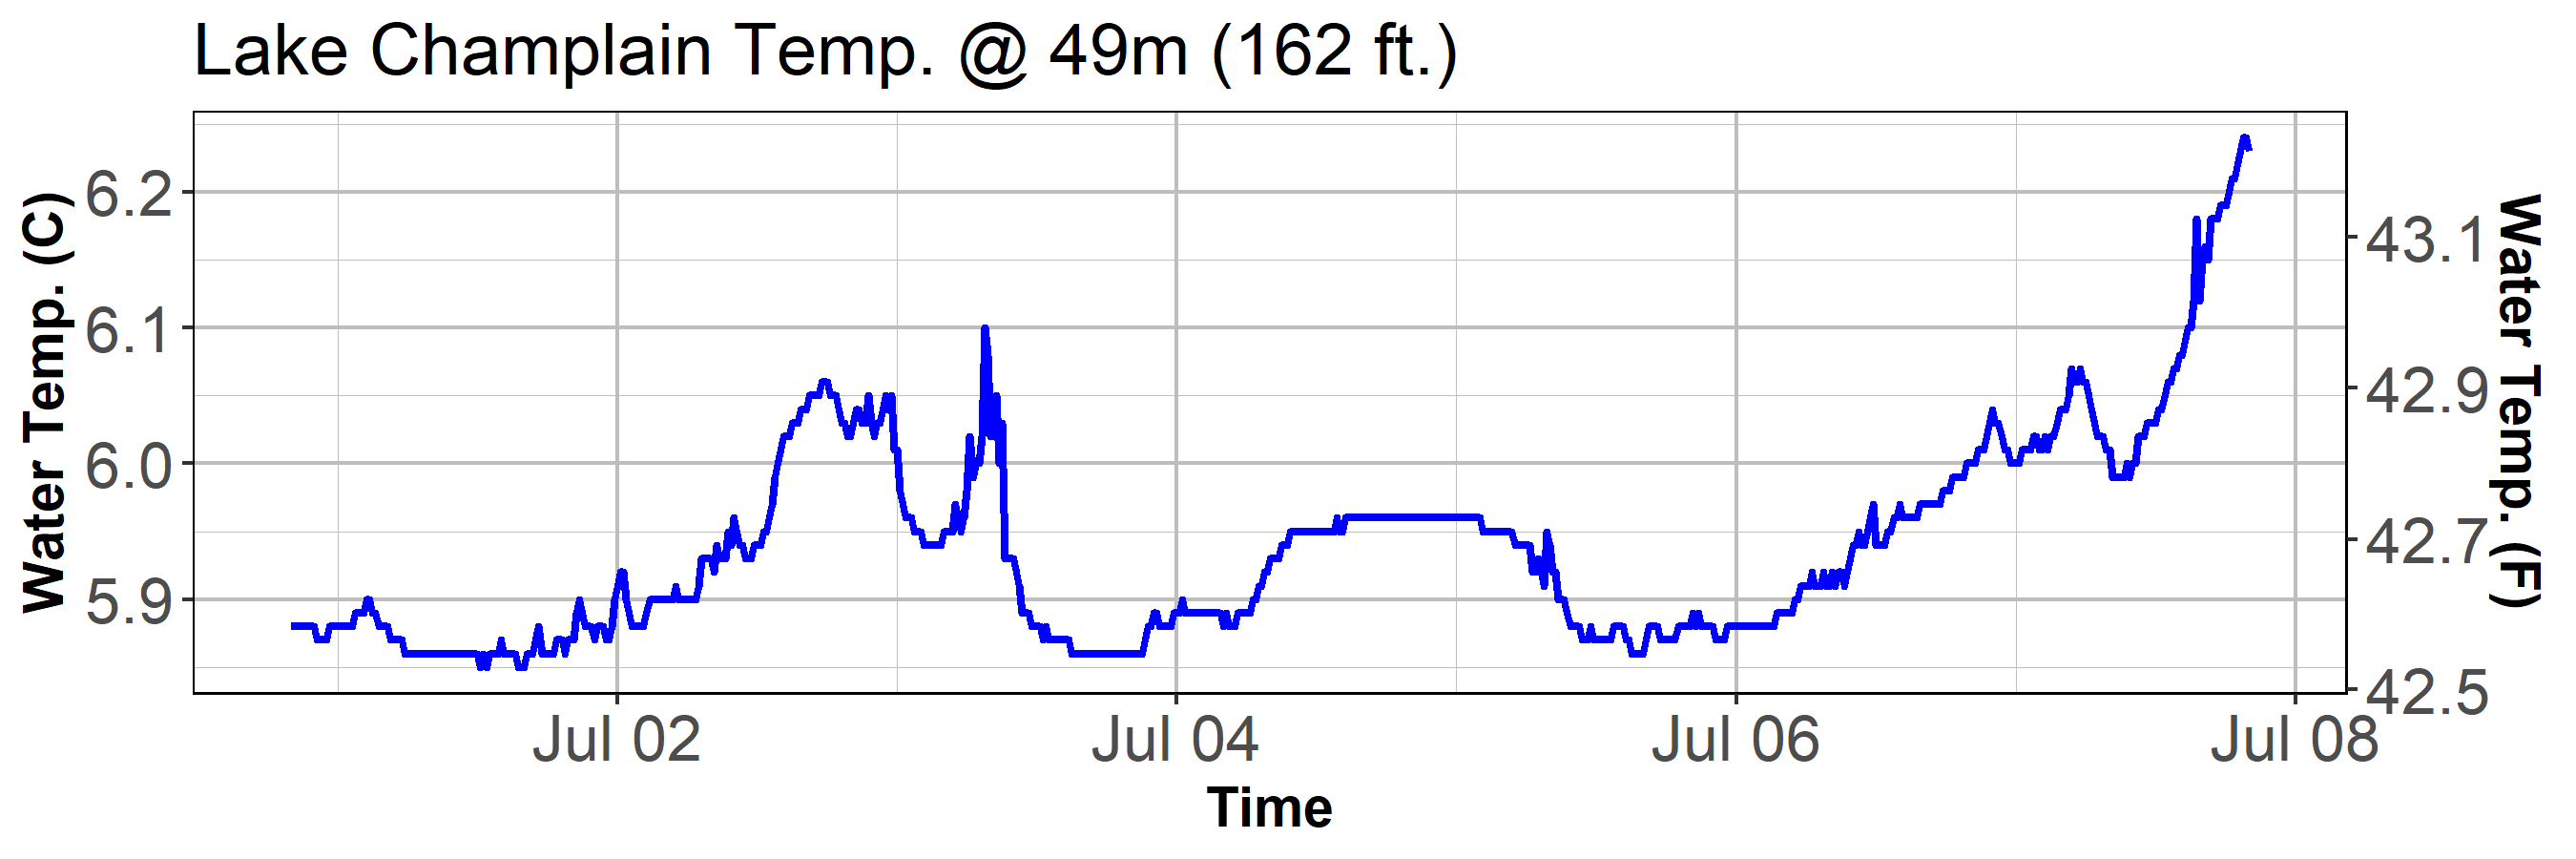 Lake Champlain Temp. @ 49m (162 ft.)
Water Temp. (C)
6.2
6.1
6.0
5.9
43.1
42.9
42.7
42.5
Water Temp. (F)
Jul 02 Jul 04 Jul 06 Jul 08
Time